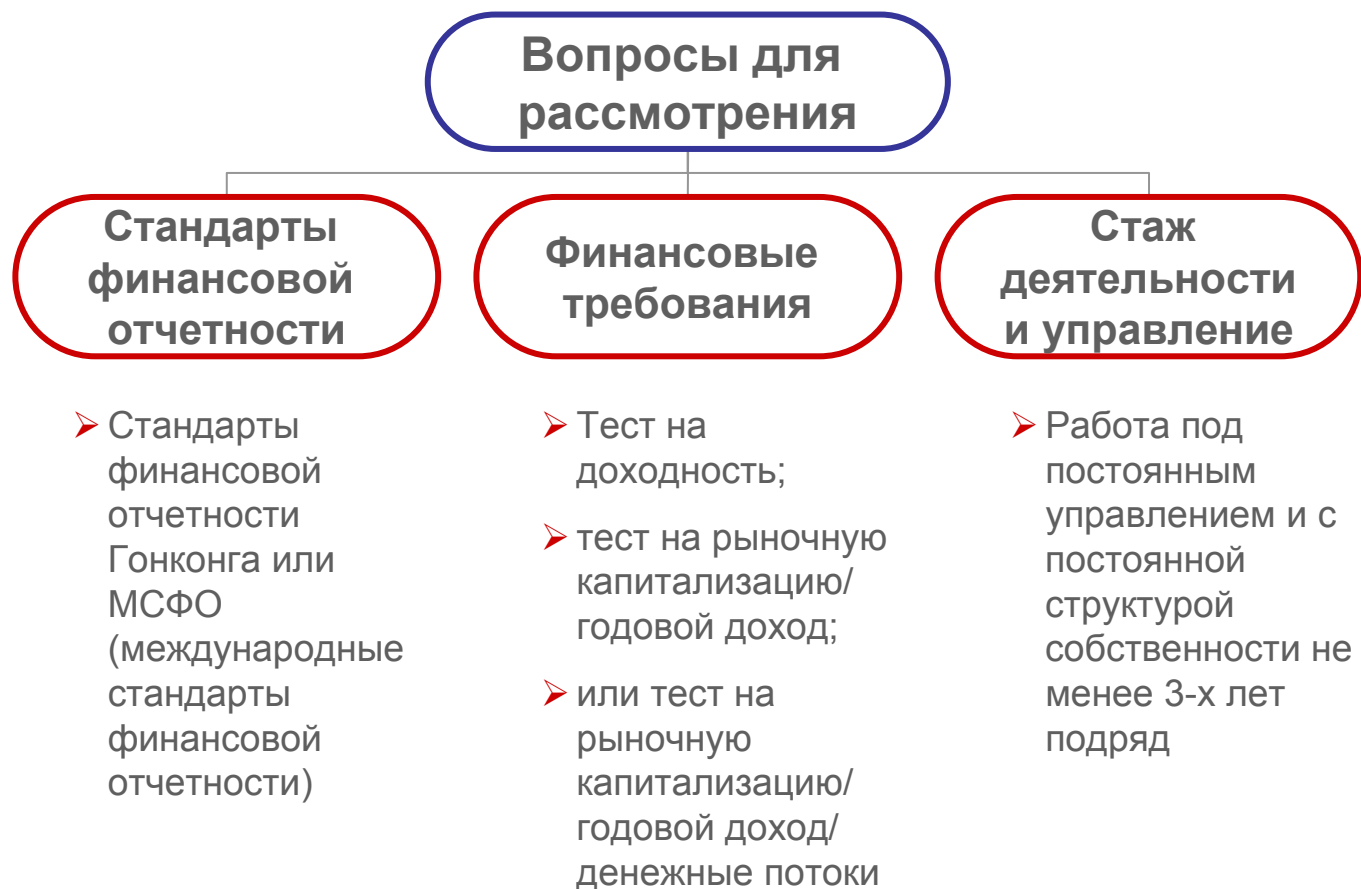 Вопросы для
рассмотрения
Стандарты
финансовой
отчетности
Финансовые
требования
Стаж
деятельности
и управление
Стандарты
финансовой
отчетности
Гонконга или
МСФО
(международные
стандарты
финансовой
отчетности)
Тест на
доходность;
тест на рыночную
капитализацию/
годовой доход;
или тест на
рыночную
капитализацию/
годовой доход/
денежные потоки
Работа под
постоянным
управлением и с
постоянной
структурой
собственности не
менее 3-х лет
подряд